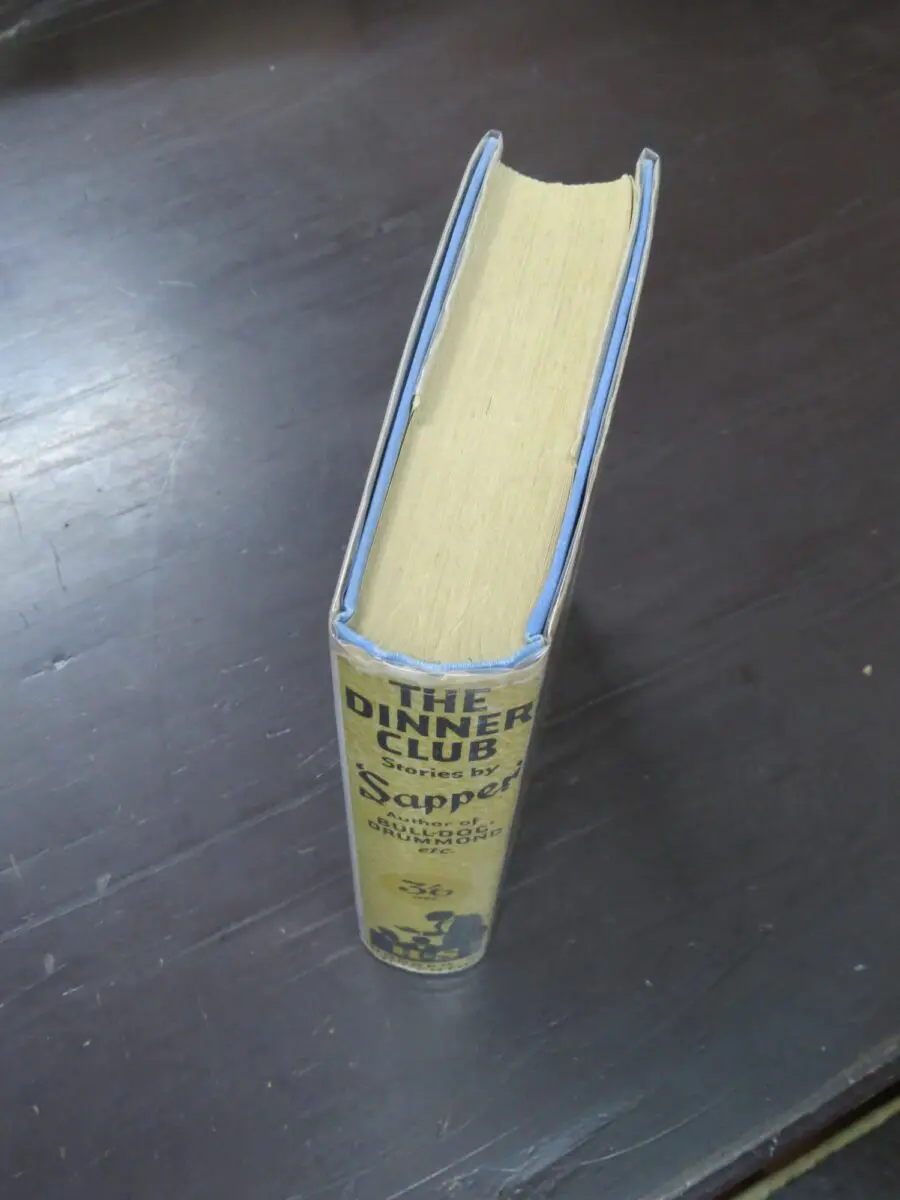 THE
DINNER
CLUB
Stories by
'Sapper'
Author of
BULL-DOG
DRUMMOND
etc.
3/6
H&S